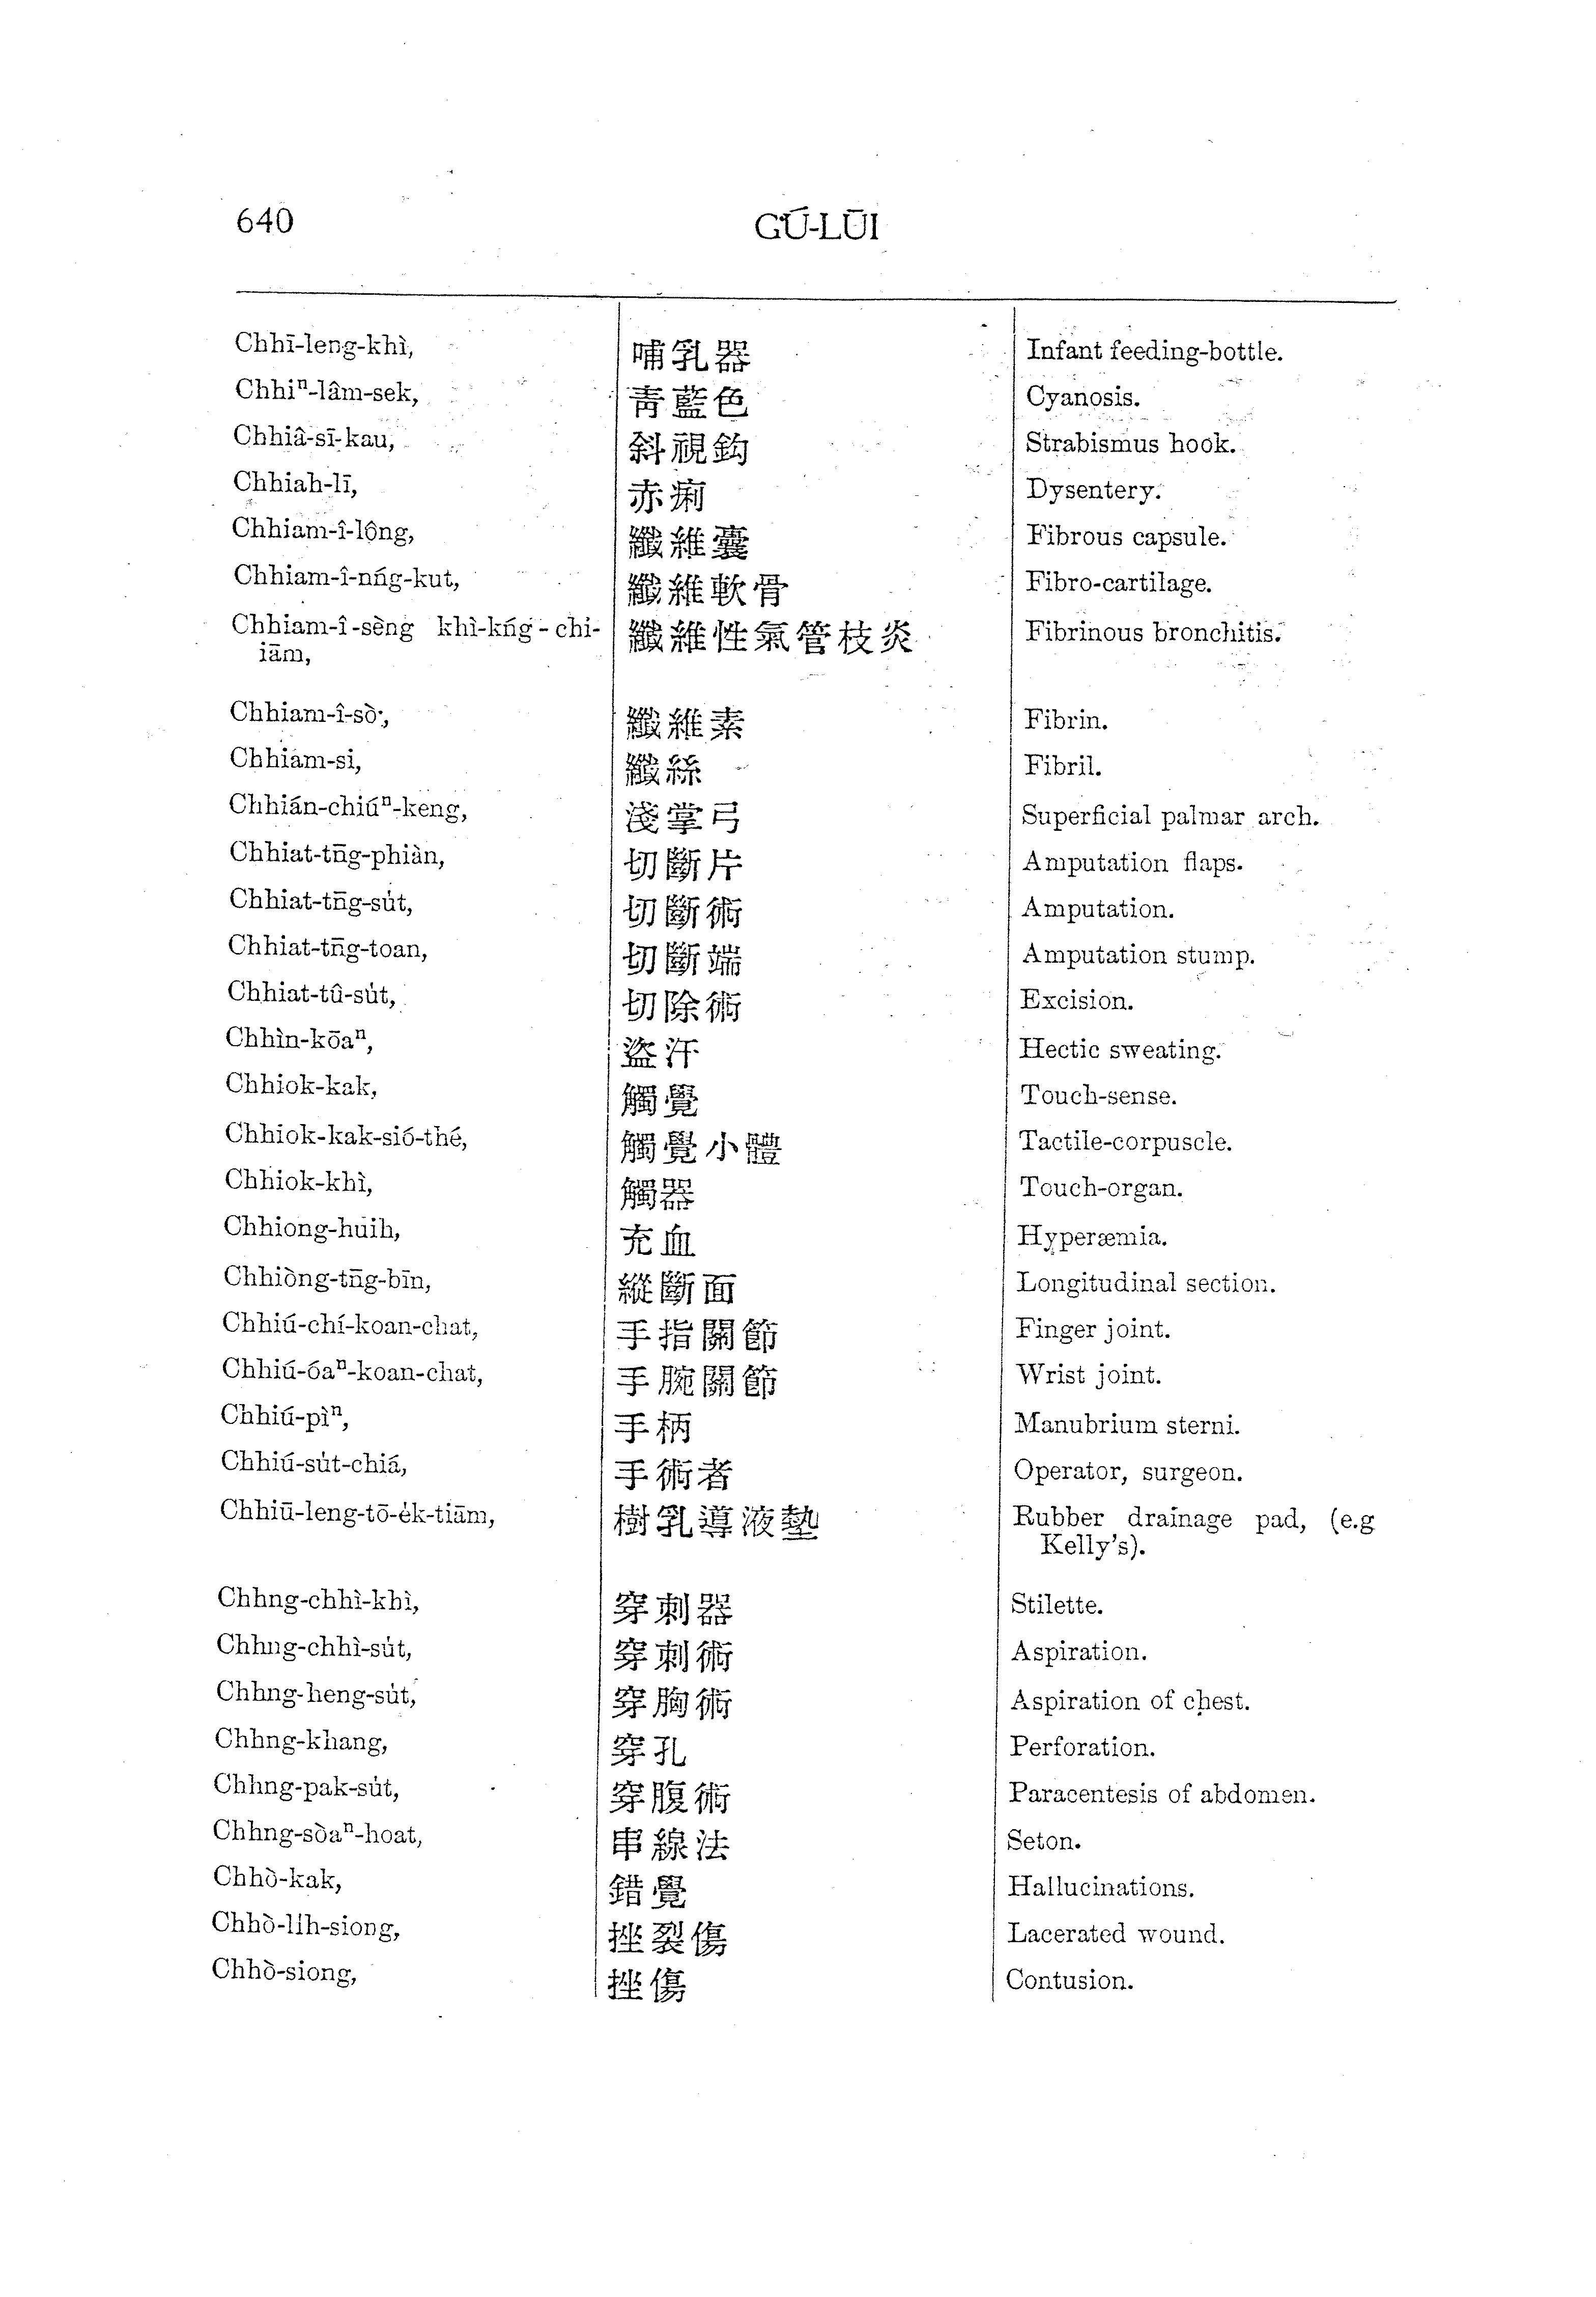 640 GÚ-LŪI
Chhī-leng-khì, 哺乳器 Infant feeding-bottle.
Chhiⁿ-lâm-sek, 靑藍色 Cyanosis.
Chhiâ-sī-kau, 斜視鈎 Strabismus hook.
Chhiah-lī, 赤痢 Dysentery.
Chhiam-î-lông, 纖維囊 Fibrous capsule.
Chhiam-î-nńg-kut, 纖維軟骨 Fibro-cartilage.
Chhiam-î-sèng khì-kńg-chi- 纖維性氣管枝炎 Fibrinous bronchitis.
iām,
Chhiam-î-sò·, 纖維素 Fibrin.
Chhiam-si, 纖絲 Fibril.
Chhián-chiúⁿ-keng, 淺掌弓 Superficial palmar arch.
Chhiat-tn̄g-phiàn, 切斷片 Amputation flaps.
Chhiat-tn̄g-su̍t, 切斷術 Amputation.
Chhiat-tn̄g-toan, 切斷端 Amputation stump.
Chhiat-tû-su̍t, 切除術 Excision.
Chhìn-kōaⁿ, 盜汗 Hectic sweating.
Chhiok-kak, 觸覺 Touch-sense.
Chhiok-kak-sió-thé, 觸覺小體 Tactile-corpuscle.
Chhiok-khì, 觸器 Touch-organ.
Chhiong-huih, 充血 Hyperæmia.
Chhiòng-tn̄g-bīn, 縱斷面 Longitudinal section.
Chhiú-chí-koan-chat, 手指關節 Finger joint.
Chhiú-óaⁿ-koan-chat, 手腕關節 Wrist joint.
Chhiú-pìⁿ, 手柄 Manubrium sterni.
Chhiú-su̍t-chiá, 手術者 Operator, surgeon.
Chhiū-leng-tō-e̍k-tiām, 樹乳導液墊 Rubber drainage pad, (e.g
Kelly's).
Chhng-chhì-khì, 穿刺器 Stilette.
Chhng-chhì-su̍t, 穿刺術 Aspiration.
Chhng-heng-su̍t, 穿胸術 Aspiration of chest.
Chhng-khang, 穿孔 Perforation.
Chhng-pak-su̍t, 穿腹術 Paracentesis of abdomen.
Chhng-sòaⁿ-hoat, 串線法 Seton.
Chhò-kak, 錯覺 Hallucinations.
Chhò-li̍h-siong, 挫裂傷 Lacerated wound.
Chhò-siong, 挫傷 Contusion.